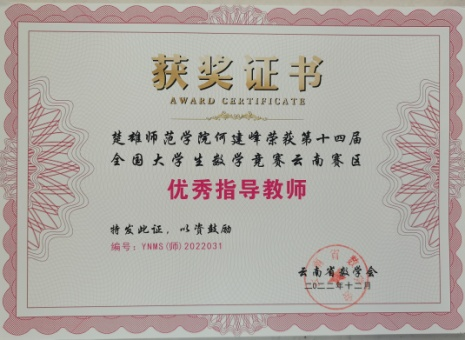 获奖证书
AWARD CERTIFICATE
楚雄师范学院何建峰荣获第十四届
全国大学生数学竞赛云南赛区
优秀指导教师
特发此证，以资鼓励
编号：YNMS(师)2022031
云南省数学会
二〇二二年十二月